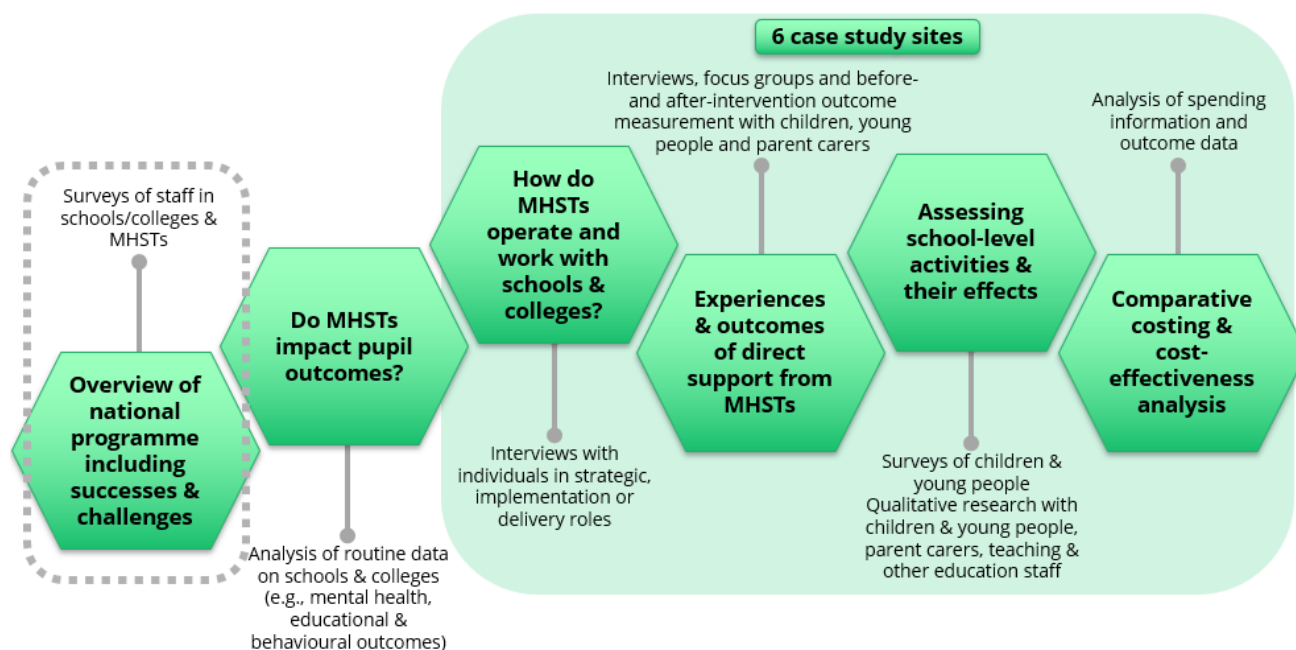 6 case study sites
Surveys of staff in
schools/colleges &
MHSTs
Overview of
national
programme
including
successes &
challenges
Do MHSTs
impact pupil
outcomes?
Analysis of routine data
on schools & colleges
(e.g., mental health,
educational &
behavioural outcomes)
How do
MHSTs
operate and
work with
schools &
colleges?
Interviews with
individuals in strategic,
implementation or
delivery roles
Interviews, focus groups and before-
and after-intervention outcome
measurement with children, young
people and parent carers
Experiences
& outcomes
of direct
support from
MHSTs
Assessing
school-level
activities &
their effects
Surveys of children &
young people
Qualitative research with
children & young people,
parent carers, teaching &
other education staff
Analysis of spending
information and
outcome data
Comparative
costing &
cost-
effectiveness
analysis